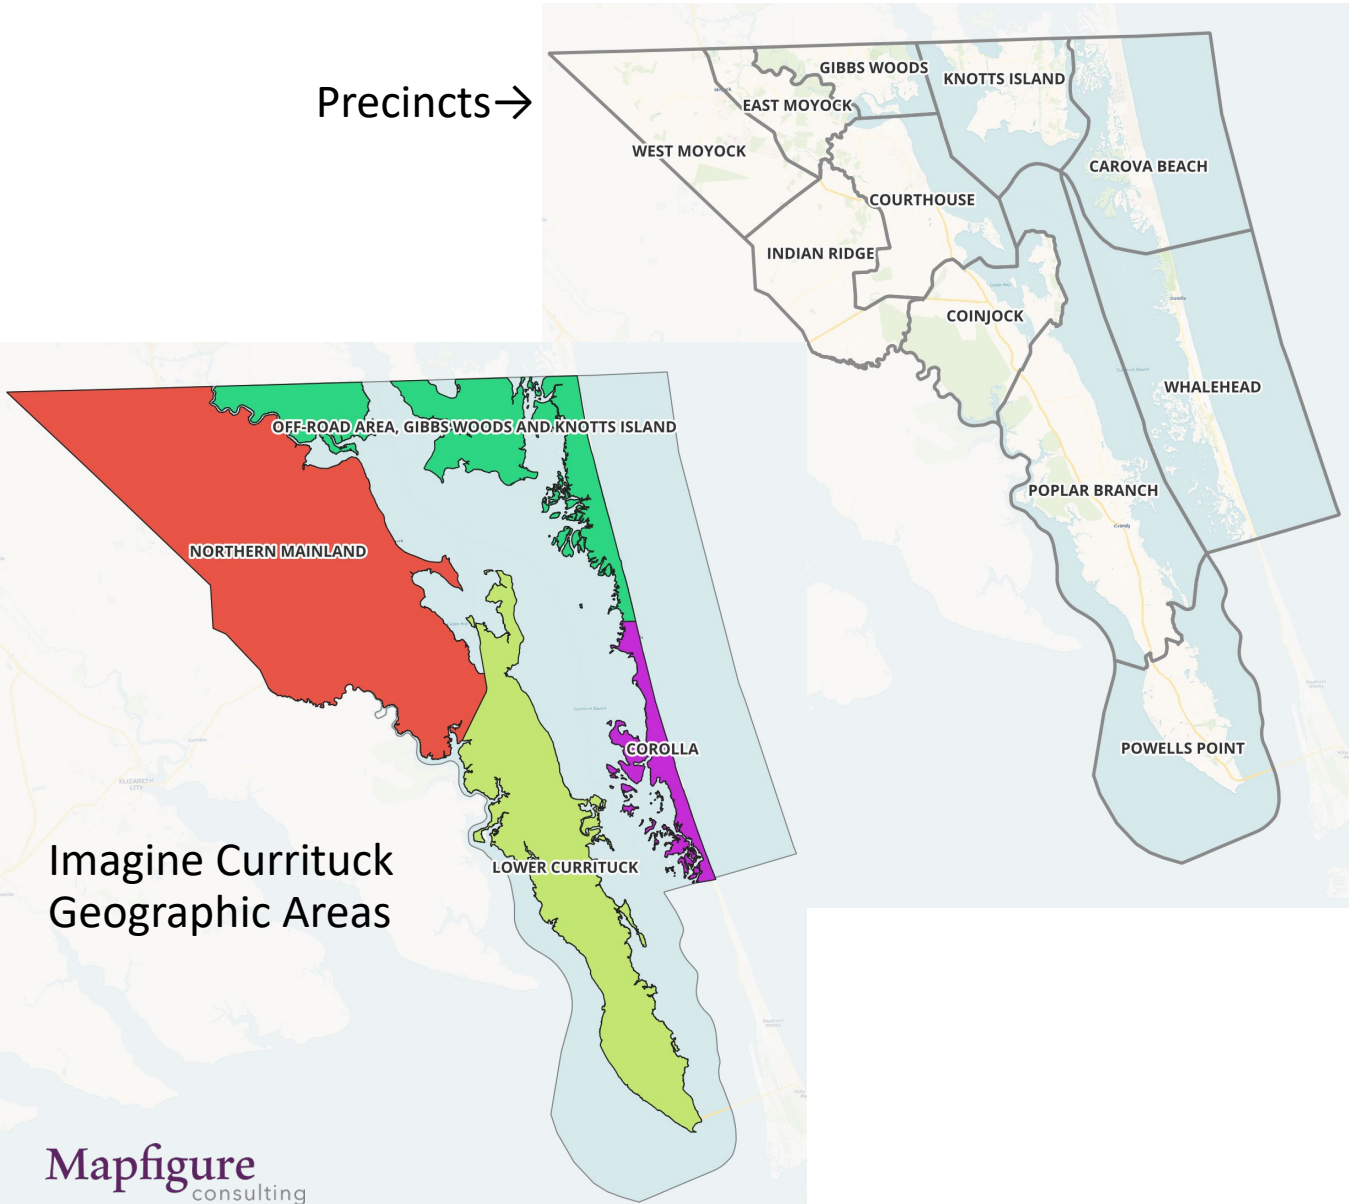 Precincts→
GIBBS WOODS
KNOTTS ISLAND
EAST MOYOCK
WEST MOYOCK
CAROVA BEACH
COURTHOUSE
INDIAN RIDGE
COINJOCK
WHALEHEAD
POPLAR BRANCH
POWELLS POINT
OFF-ROAD AREA, GIBBS WOODS AND KNOTTS ISLAND
NORTHERN MAINLAND
COROLLA
LOWER CURRITUCK
ELIZABETH
CITY
Imagine Currituck
Geographic Areas
Mapfigure
consulting